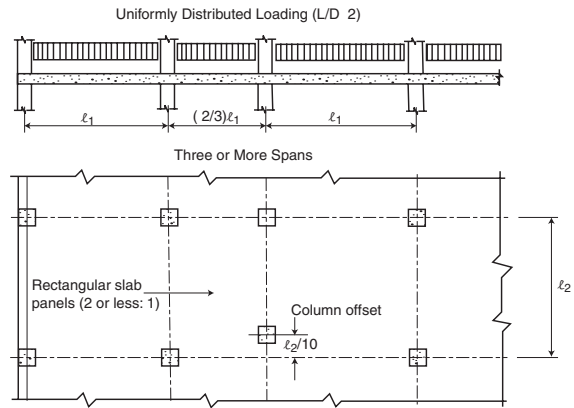 Uniformly Distributed Loading (L/D 2)
ℓ1
(2/3)ℓ1
ℓ1
Three or More Spans
Rectangular slab
panels (2 or less: 1)
Column offset
ℓ2/10
ℓ2